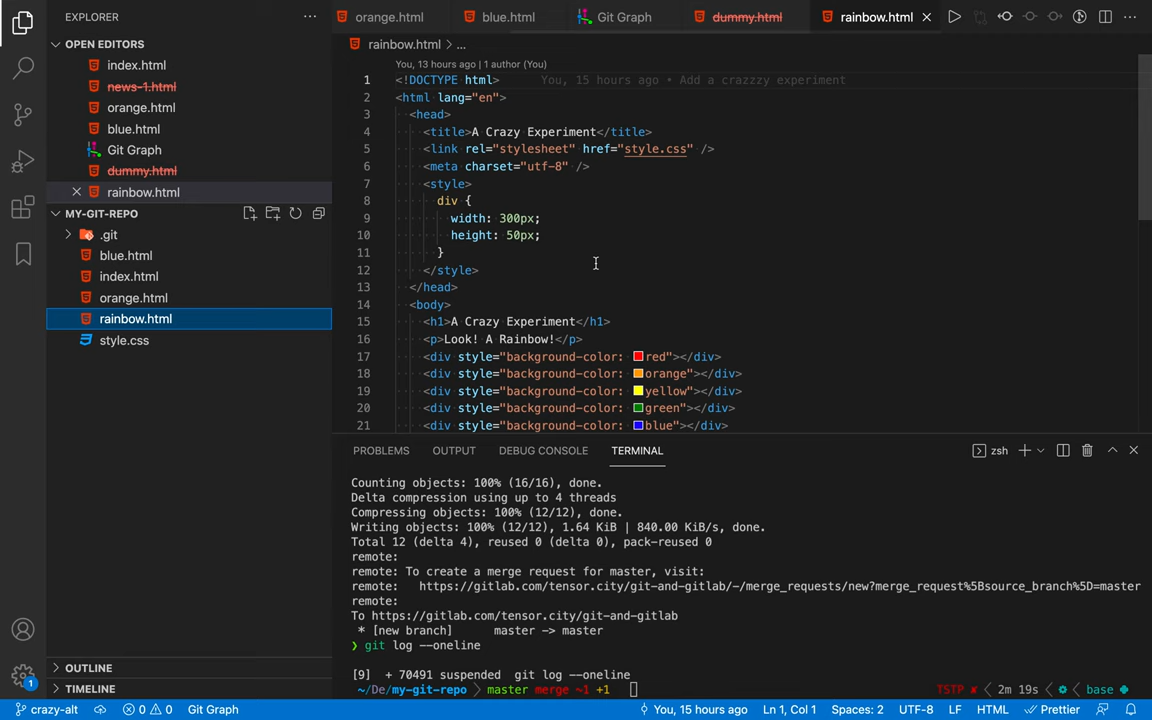 EXPLORER
OPEN EDITORS
index.html
news-1.html
orange.html
blue.html
Git Graph
dummy.html
rainbow.html
MY-GIT-REPO
.git
blue.html
index.html
orange.html
rainbow.html
style.css
OUTLINE
TIMELINE
orange.html blue.html Git Graph dummy.html rainbow.html
rainbow.html > ...
You, 13 hours ago | 1 author (You)
1 <!DOCTYPE html> You, 15 hours ago • Add a crazzzy experiment
2 <html lang="en">
3 <head>
4 <title>A Crazy Experiment</title>
5 <link rel="stylesheet" href="style.css" />
6 <meta charset="utf-8" />
7 <style>
8 div {
9 width: 300px;
10 height: 50px;
11 }
12 </style>
13 </head>
14 <body>
15 <h1>A Crazy Experiment</h1>
16 <p>Look! A Rainbow!</p>
17 <div style="background-color: red"></div>
18 <div style="background-color: orange"></div>
19 <div style="background-color: yellow"></div>
20 <div style="background-color: green"></div>
21 <div style="background-color: blue"></div>
PROBLEMS OUTPUT DEBUG CONSOLE TERMINAL zsh
Counting objects: 100% (16/16), done.
Delta compression using up to 4 threads
Compressing objects: 100% (12/12), done.
Writing objects: 100% (12/12), 1.64 KiB | 840.00 KiB/s, done.
Total 12 (delta 4), reused 0 (delta 0), pack-reused 0
remote:
remote: To create a merge request for master, visit:
remote: https://gitlab.com/tensor.city/git-and-gitlab/-/merge_requests/new?merge_request%5Bsource_branch%5D=master
remote:
To https://gitlab.com/tensor.city/git-and-gitlab
* [new branch] master -> master
❯ git log --oneline
[9] + 70491 suspended git log --oneline
~/De/my-git-repo master merge ~1 +1 TSTP ✘ 2m 19s base
1
crazy-alt 0 0 Git Graph You, 15 hours ago Ln 1, Col 1 Spaces: 2 UTF-8 LF HTML Prettier